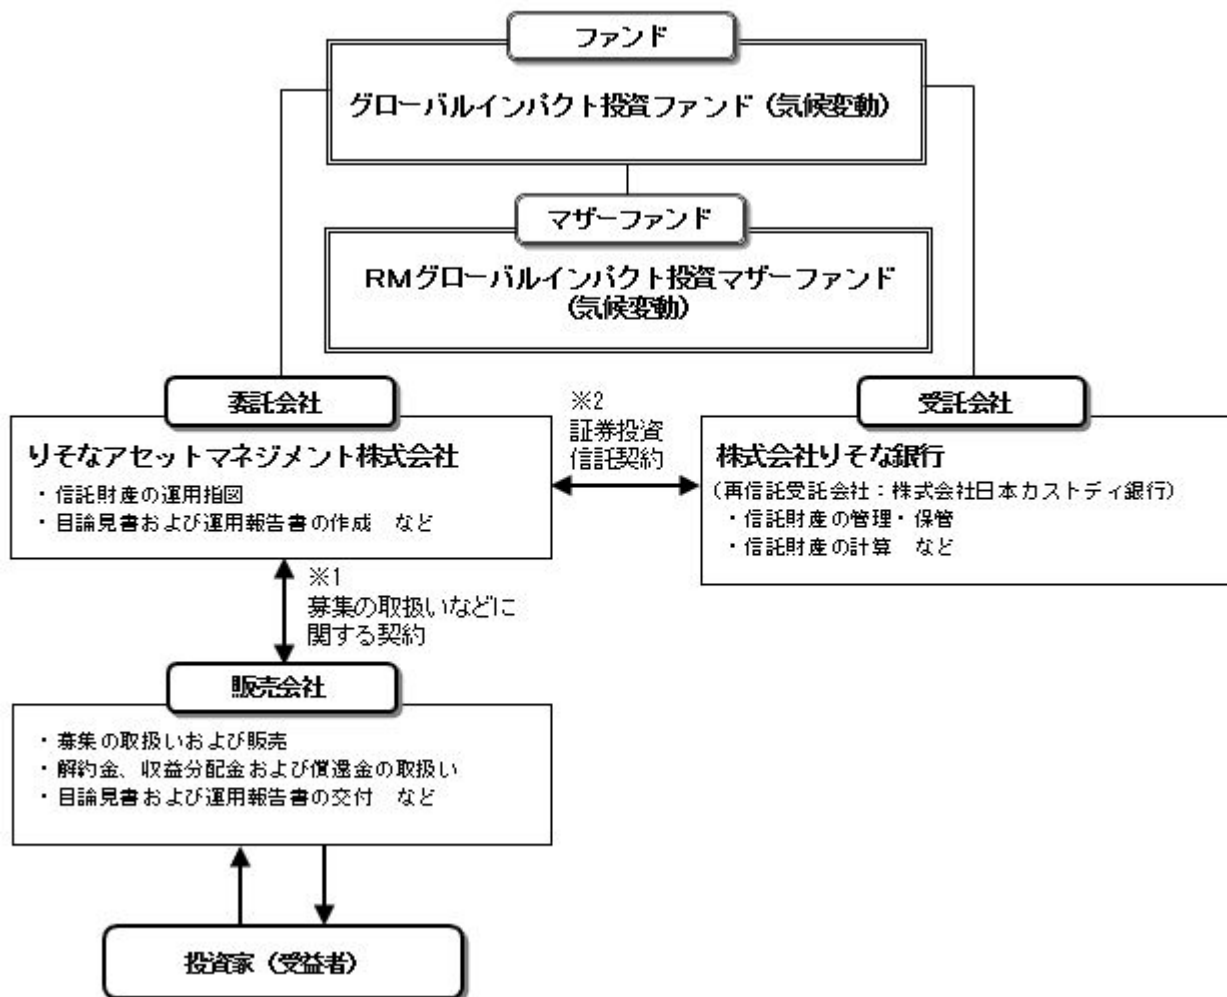 ファンド
グローバルインパクト投資ファンド（気候変動）
マザーファンド
ＲＭグローバルインパクト投資マザーファンド
（気候変動）
委託会社
りそなアセットマネジメント株式会社
・信託財産の運用指図
・目論見書および運用報告書の作成　など
※2
証券投資
信託契約
受託会社
株式会社りそな銀行
（再信託受託会社：株式会社日本カストディ銀行）
・信託財産の管理・保管
・信託財産の計算　など
※1
募集の取扱いなどに
関する契約
販売会社
・募集の取扱いおよび販売
・解約金、収益分配金および償還金の取扱い
・目論見書および運用報告書の交付　など
投資家（受益者）